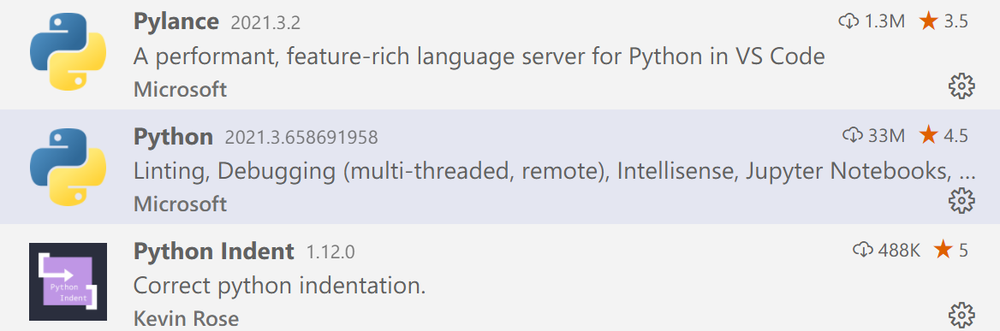 Pylance 2021.3.2 1.3M 3.5
A performant, feature-rich language server for Python in VS Code
Microsoft
Python 2021.3.658691958 33M 4.5
Linting, Debugging (multi-threaded, remote), Intellisense, Jupyter Notebooks, ...
Microsoft
Python Indent 1.12.0 488K 5
Correct python indentation.
Python
Indent
Kevin Rose